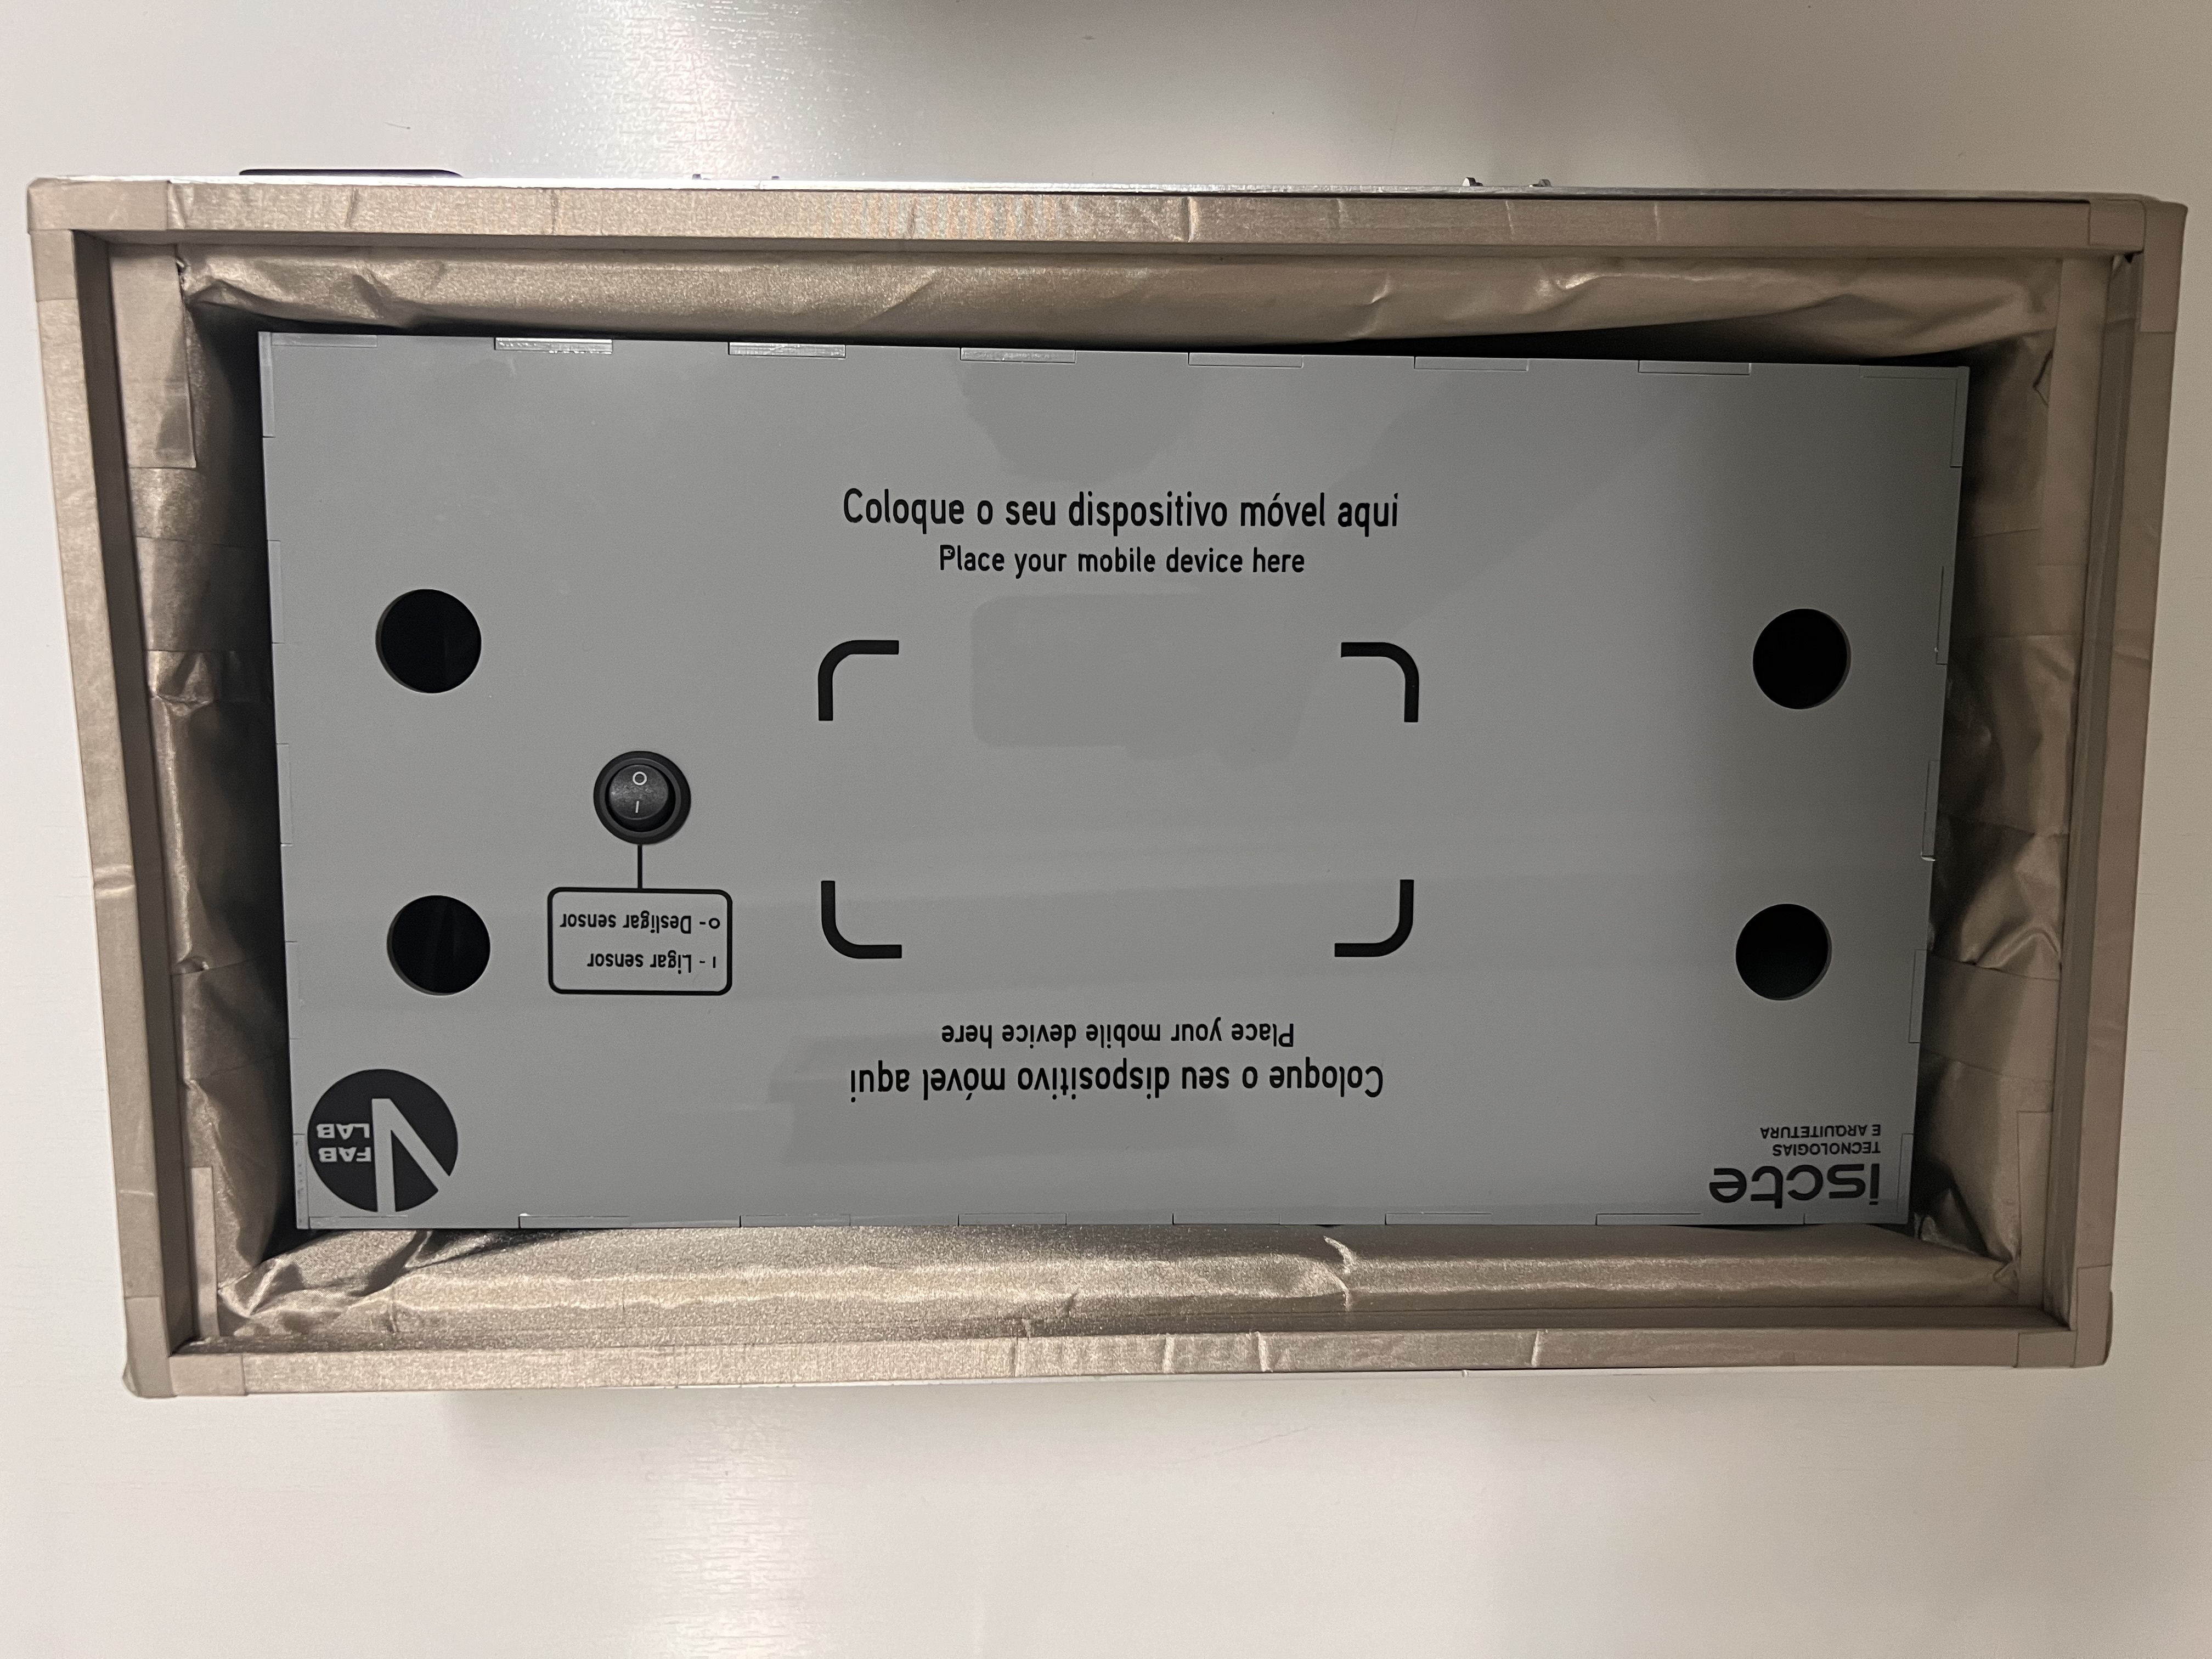 FAB
LAB
I - Ligar sensor
O - Desligar sensor
I
O
Coloque o seu dispositivo móvel aqui
Place your mobile device here
Coloque o seu dispositivo móvel aqui
Place your mobile device here
iscte
TECNOLOGIAS
E ARQUITETURA